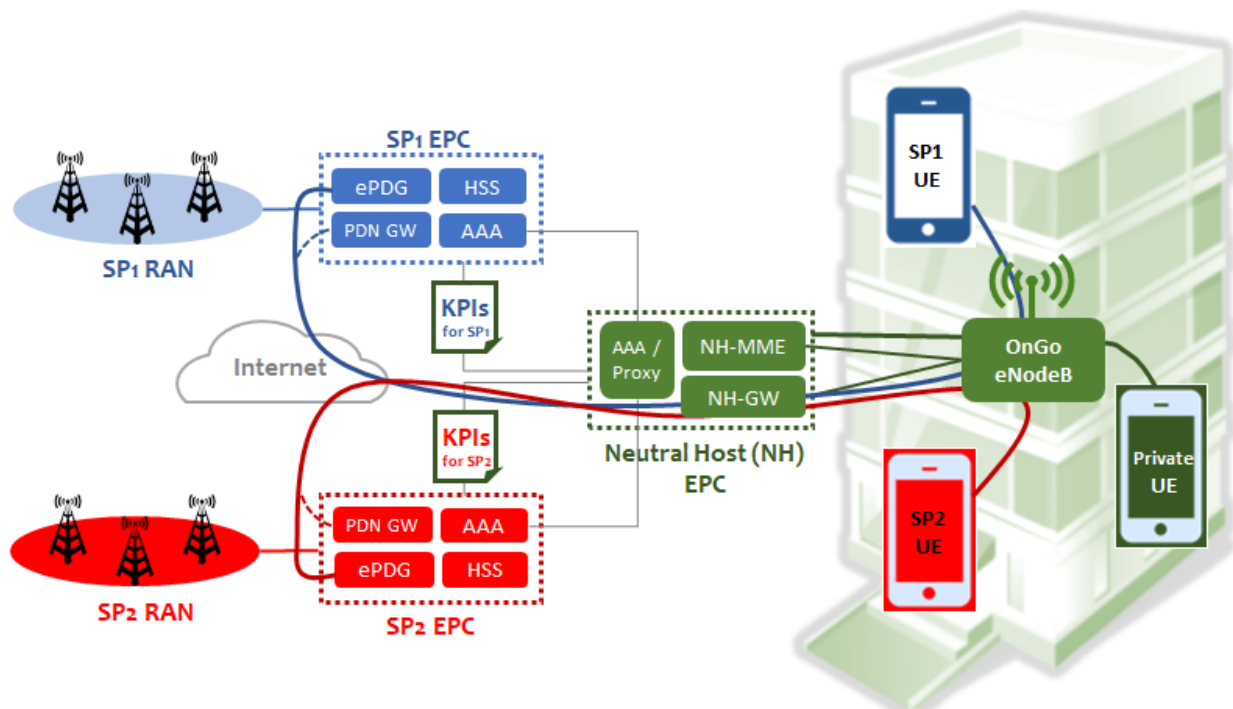 SP1 EPC
ePDG
HSS
PDN GW
AAA
SP1 RAN
KPIs
for SP1
Internet
AAA /
Proxy
NH-MME
NH-GW
Neutral Host (NH)
EPC
KPIs
for SP2
PDN GW
AAA
ePDG
HSS
SP2 RAN
SP2 EPC
SP1
UE
OnGo
eNodeB
Private
UE
SP2
UE